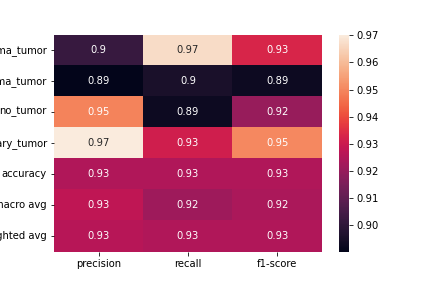 ma_tumor 0.9 0.97 0.93
ma_tumor 0.89 0.9 0.89
no_tumor 0.95 0.89 0.92
ary_tumor 0.97 0.93 0.95
accuracy 0.93 0.93 0.93
macro avg 0.93 0.92 0.92
ghted avg 0.93 0.93 0.93
precision recall f1-score
0.97
0.96
0.95
0.94
0.93
0.92
0.91
0.90